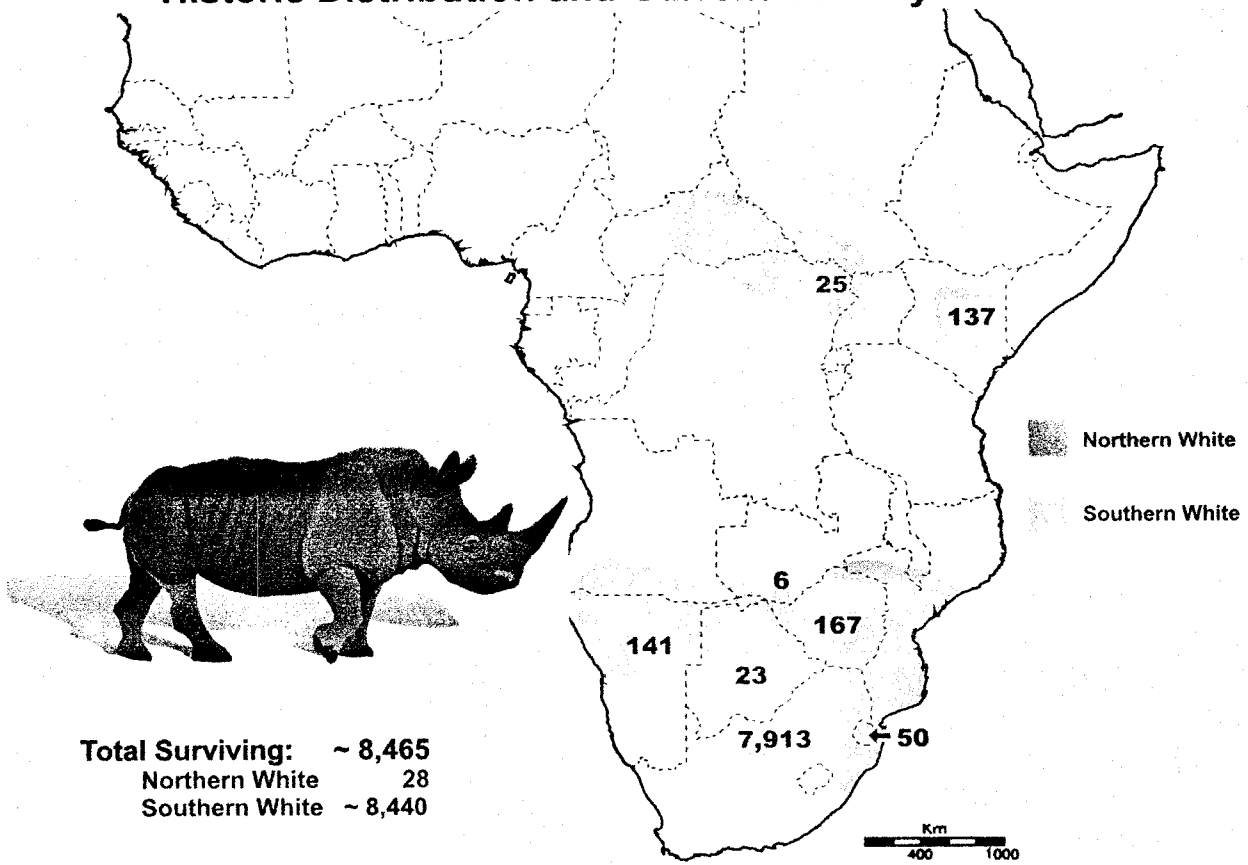 25
137
Northern White
Southern White
6
167
141
23
7,913
50
Total Surviving: ~ 8,465
Northern White 28
Southern White ~ 8,440
Km
400 1000